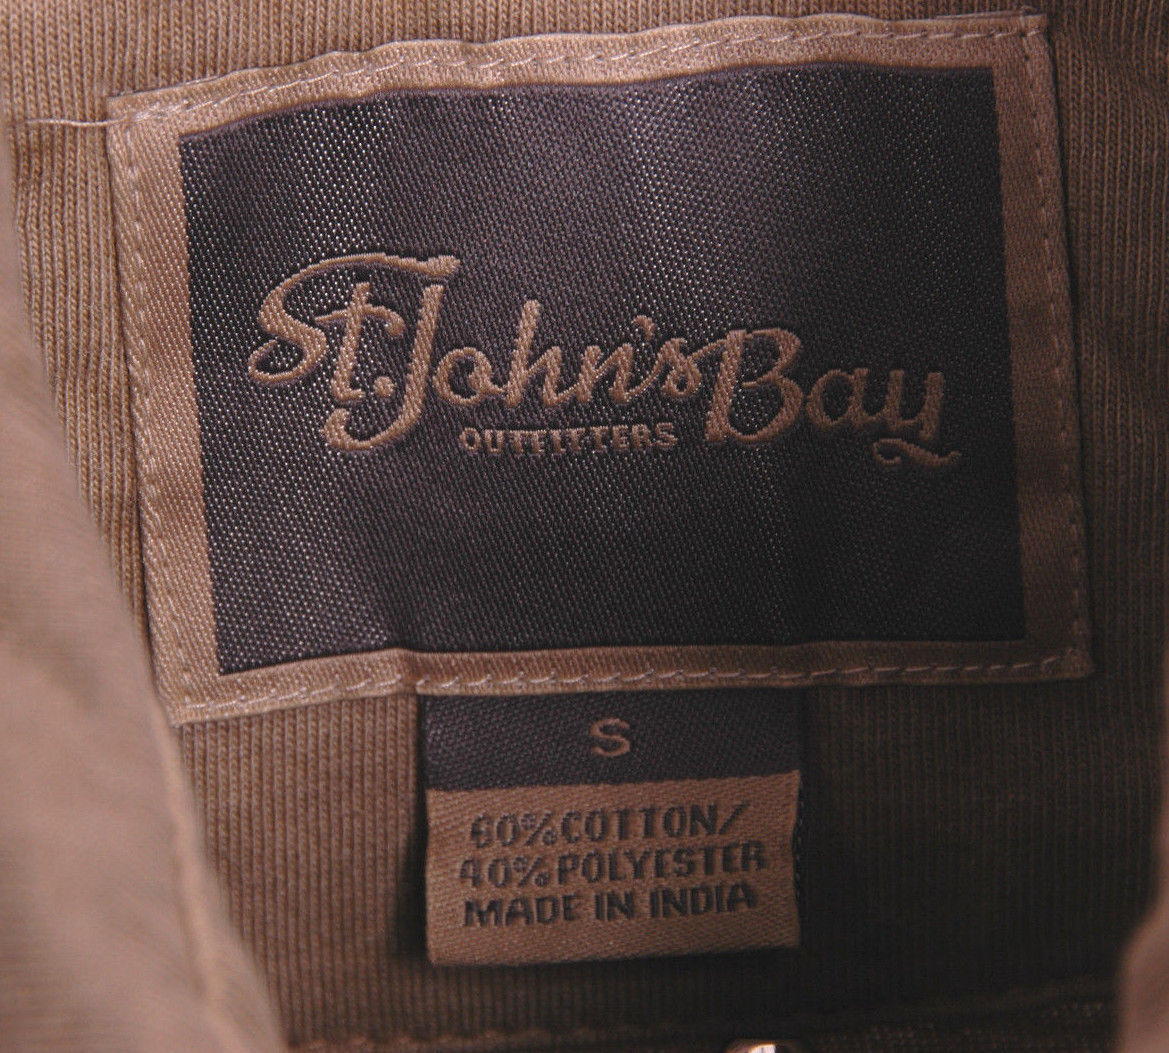 St. John's Bay
OUTFITTERS
S
60% COTTON/
40% POLYESTER
MADE IN INDIA